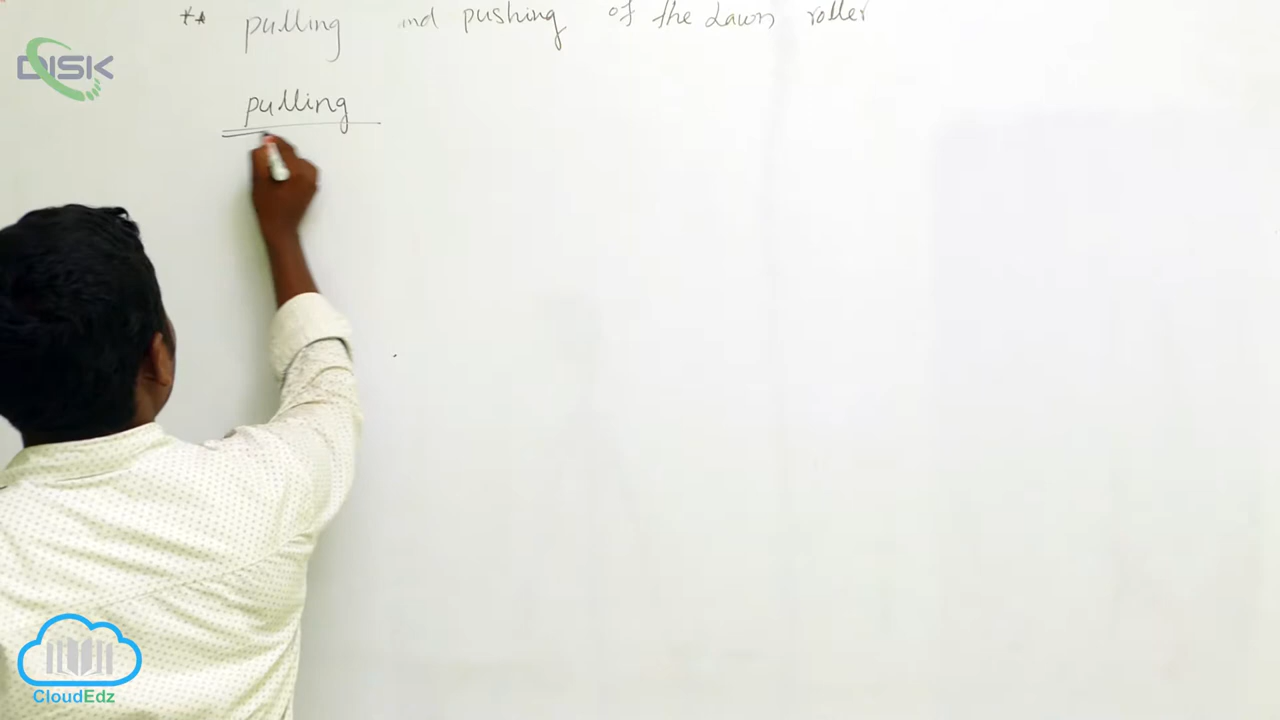 ** pulling and pushing of the Lawn roller
DISK
pulling
CloudEdz